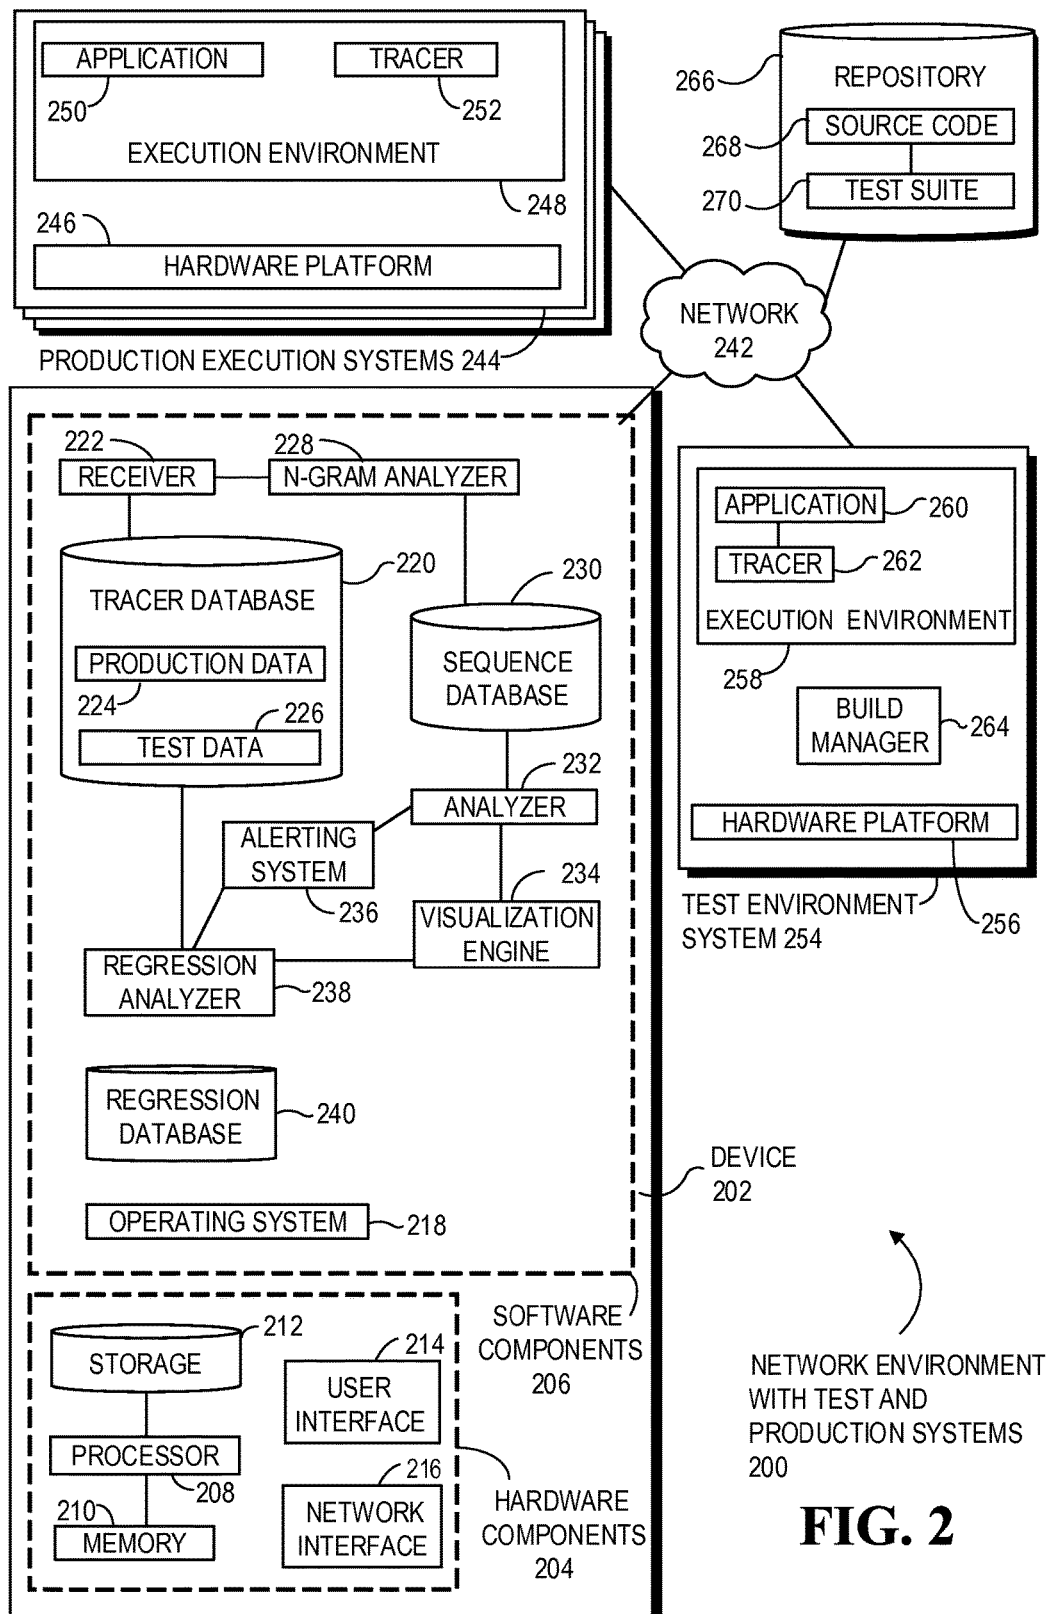 APPLICATION
250
TRACER
252
EXECUTION ENVIRONMENT
248
246
HARDWARE PLATFORM
PRODUCTION EXECUTION SYSTEMS 244
266
REPOSITORY
268
SOURCE CODE
270
TEST SUITE
NETWORK
242
222
RECEIVER
228
N-GRAM ANALYZER
220
TRACER DATABASE
PRODUCTION DATA
224
226
TEST DATA
230
SEQUENCE
DATABASE
232
ANALYZER
ALERTING
SYSTEM
236
234
VISUALIZATION
ENGINE
REGRESSION
ANALYZER
238
REGRESSION
DATABASE
240
OPERATING SYSTEM
218
APPLICATION
260
TRACER
262
EXECUTION ENVIRONMENT
258
BUILD
MANAGER
264
HARDWARE PLATFORM
TEST ENVIRONMENT
SYSTEM 254
256
DEVICE
202
SOFTWARE
COMPONENTS
206
212
STORAGE
PROCESSOR
208
210
MEMORY
214
USER
INTERFACE
216
NETWORK
INTERFACE
HARDWARE
COMPONENTS
204
NETWORK ENVIRONMENT
WITH TEST AND
PRODUCTION SYSTEMS
200
FIG. 2